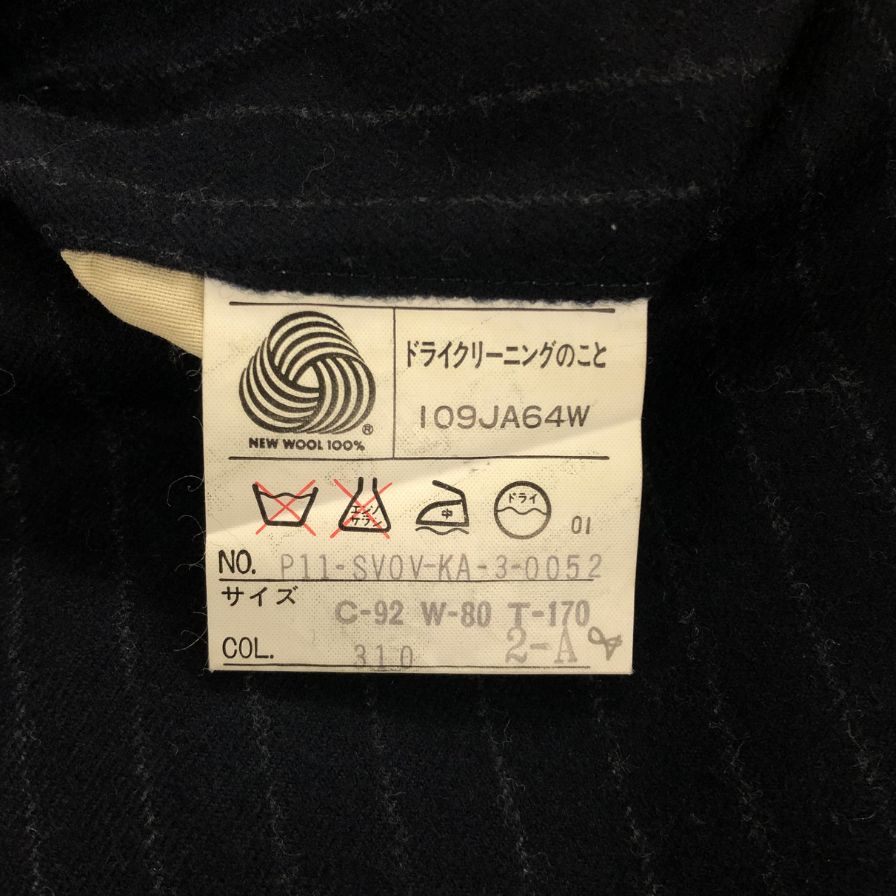 NEW WOOL 100%
®
ドライクリーニングのこと
109JA64W
エンソ
サラシ
中
ドライ
01
NO. P11-SV0V-KA-3-0052
サイズ C-92 W-80 T-170
2-A
COL. 310